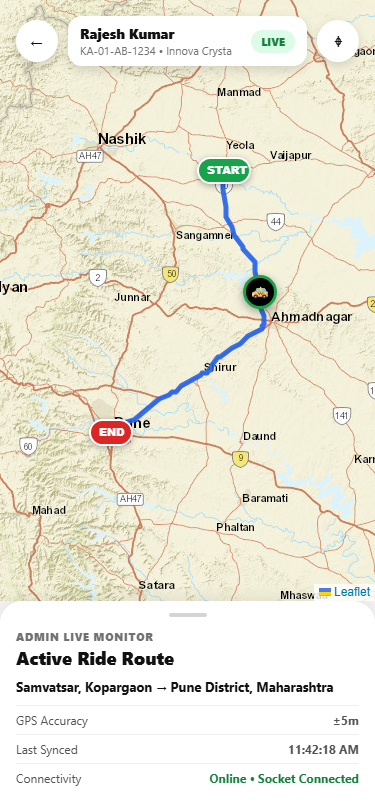 ←
Rajesh Kumar
KA-01-AB-1234 • Innova Crysta
LIVE
Manmad
Nashik
AH47
Yeola
Vaijapur
START
44
Sangamner
2
50
Junnar
Ahmadnagar
Shirur
END
141
60
Daund
9
AH47
Baramati
Mahad
Phaltan
Satara
Leaflet
ADMIN LIVE MONITOR
Active Ride Route
Samvatsar, Kopargaon → Pune District, Maharashtra
GPS Accuracy
±5m
Last Synced
11:42:18 AM
Connectivity
Online • Socket Connected